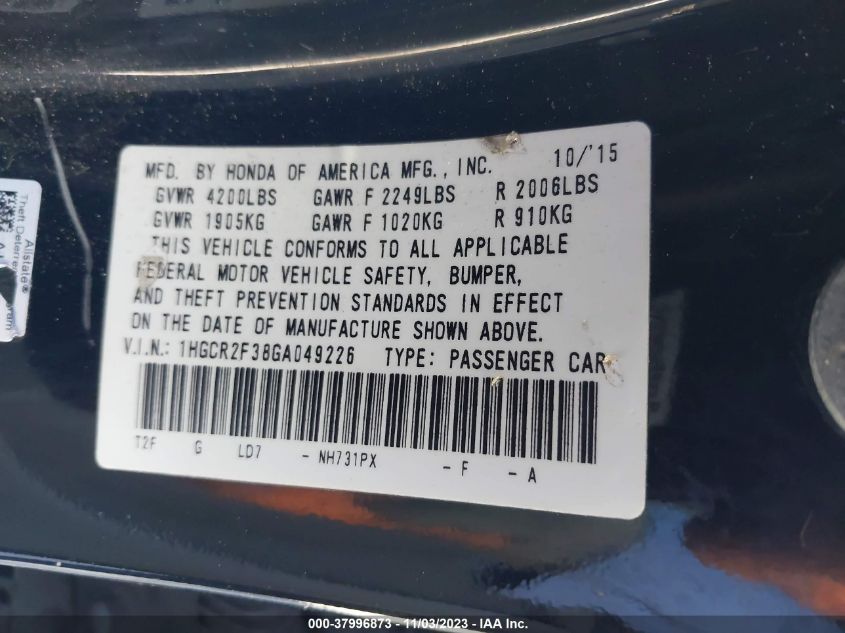 MFD. BY HONDA OF AMERICA MFG., INC. 10/'15
GVWR 4200LBS GAWR F 2249LBS R 2006LBS
GVWR 1905KG GAWR F 1020KG R 910KG
THIS VEHICLE CONFORMS TO ALL APPLICABLE
FEDERAL MOTOR VEHICLE SAFETY, BUMPER,
AND THEFT PREVENTION STANDARDS IN EFFECT
ON THE DATE OF MANUFACTURE SHOWN ABOVE.
V.I.N.: 1HGCR2F38GA049226 TYPE: PASSENGER CAR
T2F G LD7 - NH731PX - F - A
Allstate®
Theft
000-37996873 - 11/03/2023 - IAA Inc.